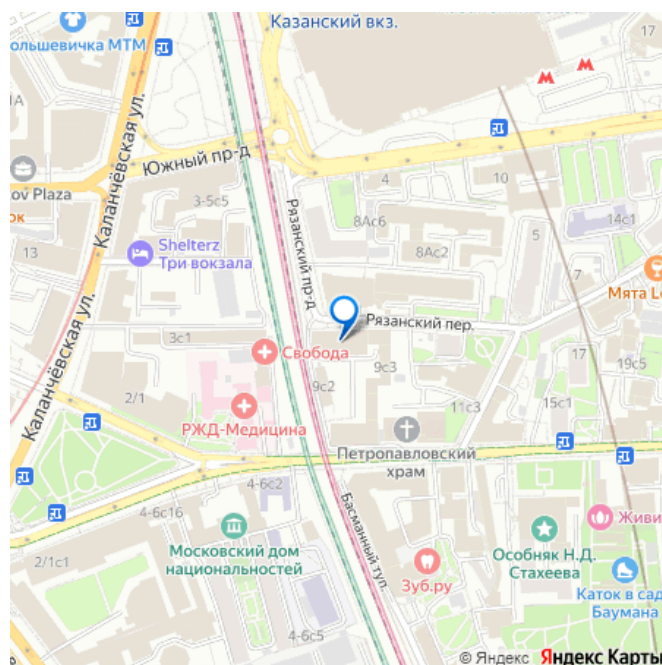 Казанский вкз.
ольшевичка МТМ
1А
Каланчёвская ул.
Южный пр-д
4
10
ov Plaza
3-5с5
14с1
ок
8Ас6
Рязанский пр-д
5
13
8Ас2
Shelterz
Три вокзала
7
Мята Lo
Рязанский пер.
3с1
Свобода
17
19с5
Каланчёвская ул.
9с3
9с2
2/1
15с1
11с3
РЖД-Медицина
Петропавловский
храм
4-6с2
4-6с16
Басманный туп.
Живи
Московский дом
национальностей
2/1с1
Особняк Н.Д.
Стахеева
Зуб.ру
Каток в сад
Баумана
4-6с5
© Яндекс Яндекс Карты